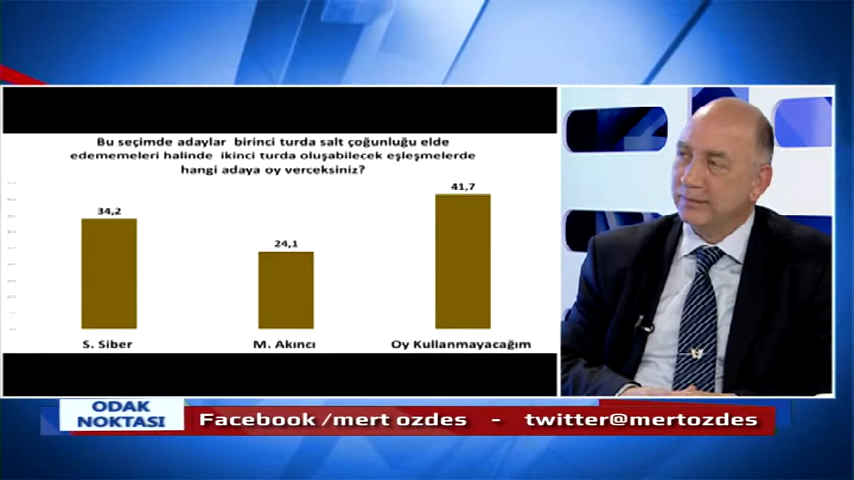 Bu seçimde adaylar birinci turda salt çoğunluğu elde
edememeleri halinde ikinci turda oluşabilecek eşleşmelerde
hangi adaya oy verceksiniz?
34,2
24,1
41,7
S. Siber
M. Akıncı
Oy Kullanmayacağım
ODAK
NOKTASI
Facebook /mert ozdes - twitter@mertozdes